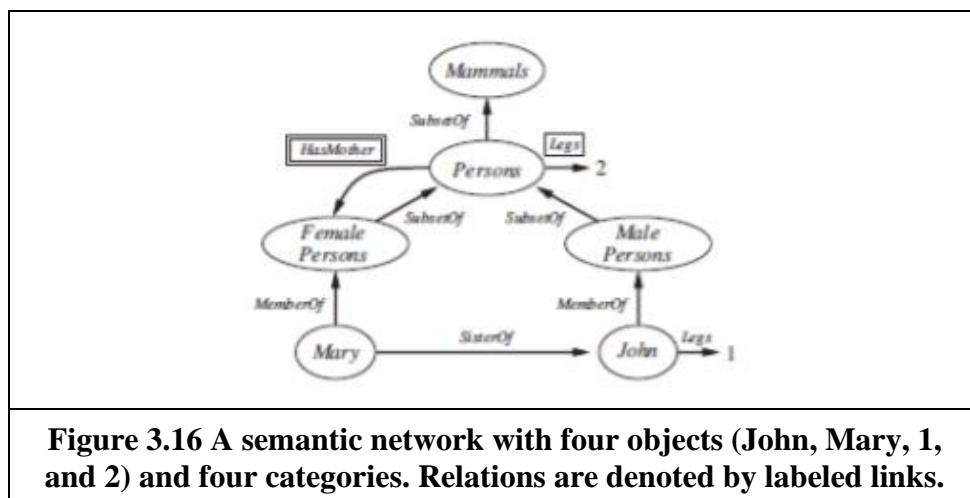 Mammals
SubsetOf
HasMother
Legs
Persons
2
SubsetOf
SubsetOf
Female
Persons
Male
Persons
MemberOf
MemberOf
Mary
SisterOf
John
Legs
1
Figure 3.16 A semantic network with four objects (John, Mary, 1,
and 2) and four categories. Relations are denoted by labeled links.